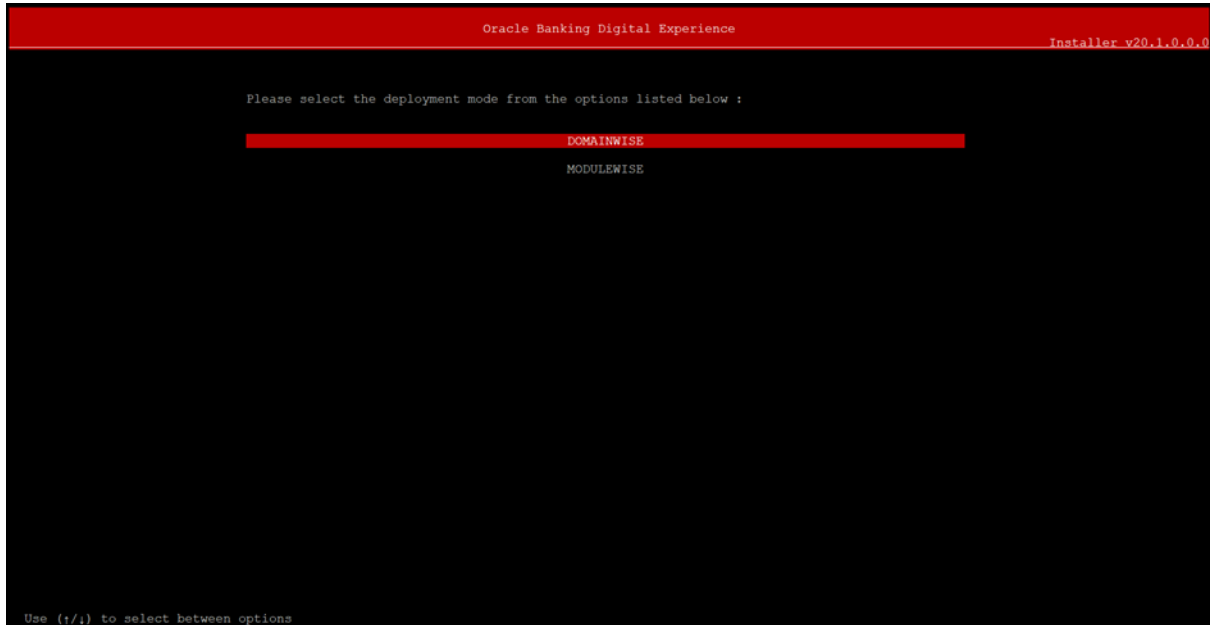 Oracle Banking Digital Experience
Installer v20.1.0.0.0
Please select the deployment mode from the options listed below :
DOMAINWISE
MODULEWISE
Use (↑/↓) to select between options